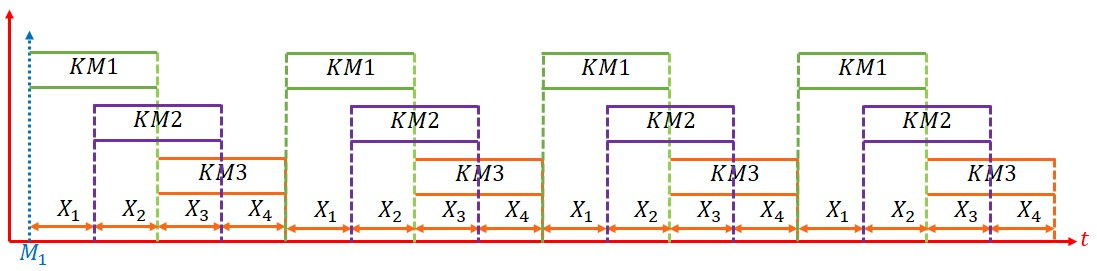 KM1 KM1 KM1 KM1
KM2 KM2 KM2 KM2
KM3 KM3 KM3 KM3
X₁ X₂ X₃ X₄ X₁ X₂ X₃ X₄ X₁ X₂ X₃ X₄ X₁ X₂ X₃ X₄
M₁ t